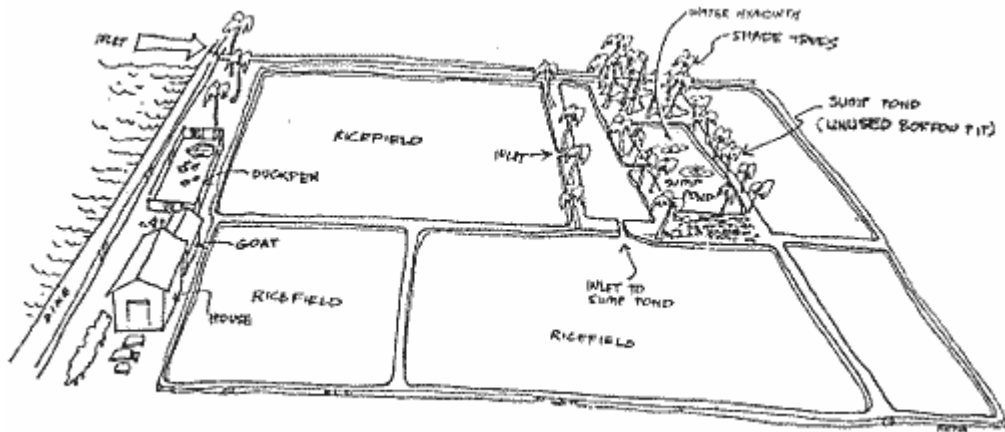 INLET
WATER HYACINTH
SHADE TREES
SUMP POND
(UNUSED BORROW PIT)
RICEFIELD
INLET
DUCKPEN
SUMP
POND
GOAT
INLET TO
SUMP POND
RICEFIELD
RICEFIELD
HOUSE
DIKE